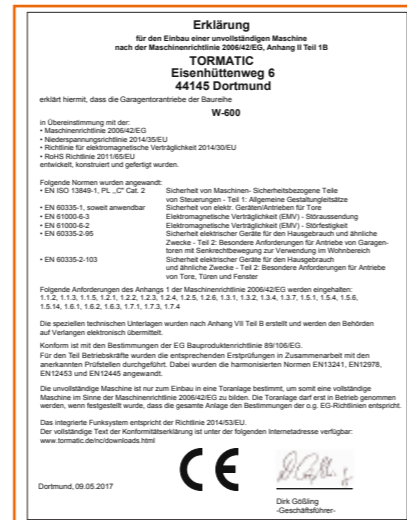 Erklärung
für den Einbau einer unvollständigen Maschine
nach der Maschinenrichtlinie 2006/42/EG, Anhang II Teil 1B
TORMATIC
Eisenhüttenweg 6
44145 Dortmund
erklärt hiermit, dass die Garagentorantriebe der Baureihe
W-600
in Übereinstimmung mit der:
• Maschinenrichtlinie 2006/42/EG
• Niederspannungsrichtlinie 2014/35/EU
• Richtlinie für elektromagnetische Verträglichkeit 2014/30/EU
• RoHS Richtlinie 2011/65/EU
entwickelt, konstruiert und gefertigt wurden.
Folgende Normen wurden angewandt:
• EN ISO 13849-1, PL „C" Cat. 2 Sicherheit von Maschinen- Sicherheitsbezogene Teile
von Steuerungen - Teil 1: Allgemeine Gestaltungleitsätze
• EN 60335-1, soweit anwendbar Sicherheit von elektr. Geräten/Antrieben für Tore
• EN 61000-6-3 Elektromagnetische Verträglichkeit (EMV) - Störaussendung
• EN 61000-6-2 Elektromagnetische Verträglichkeit (EMV) - Störfestigkeit
• EN 60335-2-95 Sicherheit elektrischer Geräte für den Hausgebrauch und ähnliche
Zwecke - Teil 2: Besondere Anforderungen für Antriebe von Garagen-
toren mit Senkrechtbewegung zur Verwendung im Wohnbereich
• EN 60335-2-103 Sicherheit elektrischer Geräte für den Hausgebrauch
und ähnliche Zwecke - Teil 2: Besondere Anforderungen für Antriebe
von Tore, Türen und Fenster
Folgende Anforderungen des Anhangs 1 der Maschinenrichtlinie 2006/42/EG werden eingehalten:
1.1.2, 1.1.3, 1.1.5, 1.2.1, 1.2.2, 1.2.3, 1.2.4, 1.2.5, 1.2.6, 1.3.1, 1.3.2, 1.3.4, 1.3.7, 1.5.1, 1.5.4, 1.5.6,
1.5.14, 1.6.1, 1.6.2, 1.6.3, 1.7.1, 1.7.3, 1.7.4
Die speziellen technischen Unterlagen wurden nach Anhang VII Teil B erstellt und werden den Behörden
auf Verlangen elektronisch übermittelt.
Konform ist mit den Bestimmungen der EG Bauproduktenrichtlinie 89/106/EG.
Für den Teil Betriebskräfte wurden die entsprechenden Erstprüfungen in Zusammenarbeit mit den
anerkannten Prüfstellen durchgeführt. Dabei wurden die harmonisierten Normen EN13241, EN12978,
EN12453 und EN12445 angewandt.
Die unvollständige Maschine ist nur zum Einbau in eine Toranlage bestimmt, um somit eine vollständige
Maschine im Sinne der Maschinenrichtlinie 2006/42/EG zu bilden. Die Toranlage darf erst in Betrieb genommen
werden, wenn festgestellt wurde, dass die gesamte Anlage den Bestimmungen der o.g. EG-Richtlinien entspricht.
Das integrierte Funksystem entspricht der Richtlinie 2014/53/EU.
Der vollständige Text der Konformitätserklärung ist unter der folgenden Internetadresse verfügbar:
www.tormatic.de/nc/downloads.html
CE
Dortmund, 09.05.2017
Dirk Gößling
-Geschäftsführer-